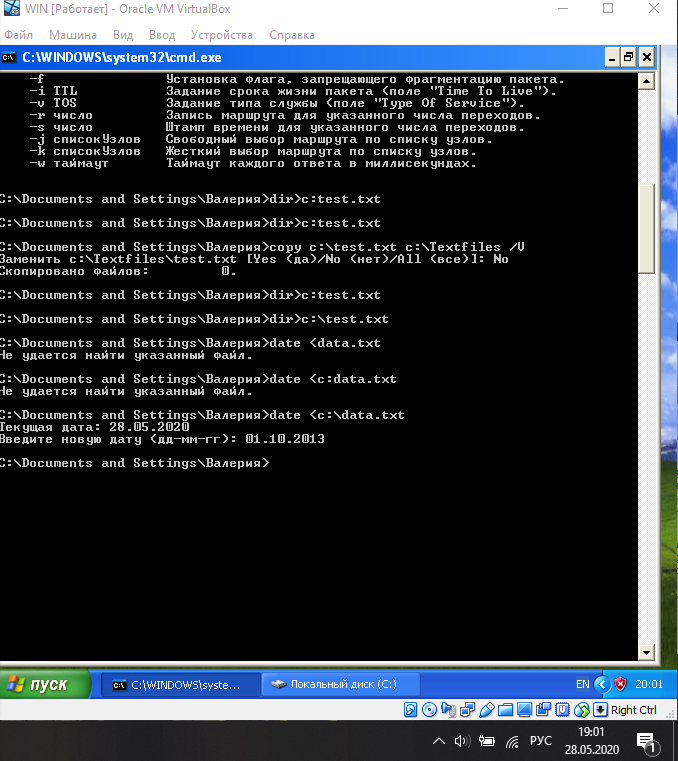 WIN [Работает] - Oracle VM VirtualBox
Файл Машина Вид Ввод Устройства Справка
C:\WINDOWS\system32\cmd.exe
-f Установка флага, запрещающего фрагментацию пакета.
-i TTL Задание срока жизни пакета (поле "Time To Live").
-v TOS Задание типа службы (поле "Type Of Service").
-r число Запись маршрута для указанного числа переходов.
-s число Штамп времени для указанного числа переходов.
-j списокУзлов Свободный выбор маршрута по списку узлов.
-k списокУзлов Жесткий выбор маршрута по списку узлов.
-w таймаут Таймаут каждого ответа в миллисекундах.
C:\Documents and Settings\Валерия>dir>c:test.txt
C:\Documents and Settings\Валерия>dir>c:test.txt
C:\Documents and Settings\Валерия>copy c:\test.txt c:\Textfiles /V
Заменить c:\Textfiles\test.txt [Yes (да)/No (нет)/All (все)]: No
Скопировано файлов: 0.
C:\Documents and Settings\Валерия>dir>c:test.txt
C:\Documents and Settings\Валерия>dir>c:\test.txt
C:\Documents and Settings\Валерия>date <data.txt
Не удается найти указанный файл.
C:\Documents and Settings\Валерия>date <c:data.txt
Не удается найти указанный файл.
C:\Documents and Settings\Валерия>date <c:\data.txt
Текущая дата: 28.05.2020
Введите новую дату (дд-мм-гг): 01.10.2013
C:\Documents and Settings\Валерия>
пуск C:\WINDOWS\syste... Локальный диск (C:) EN 20:01
Right Ctrl
РУС 19:01
28.05.2020 1